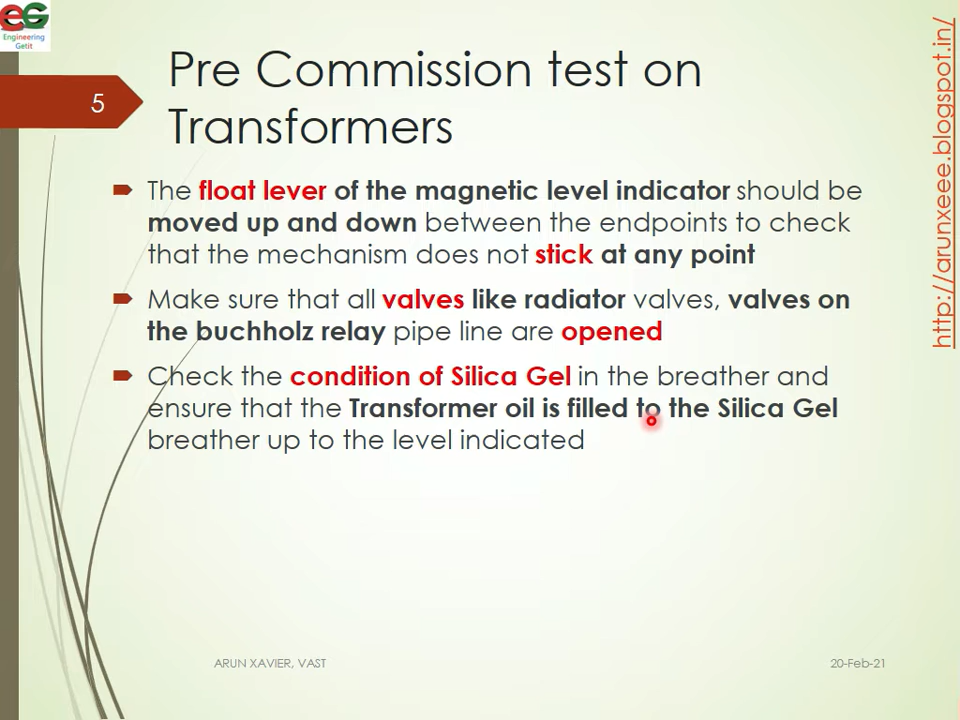 EG
Engineering
Getit
5
Pre Commission test on
Transformers
The float lever of the magnetic level indicator should be
moved up and down between the endpoints to check
that the mechanism does not stick at any point
Make sure that all valves like radiator valves, valves on
the buchholz relay pipe line are opened
Check the condition of Silica Gel in the breather and
ensure that the Transformer oil is filled to the Silica Gel
breather up to the level indicated
ARUN XAVIER, VAST
20-Feb-21
http://arunxeee.blogspot.in/